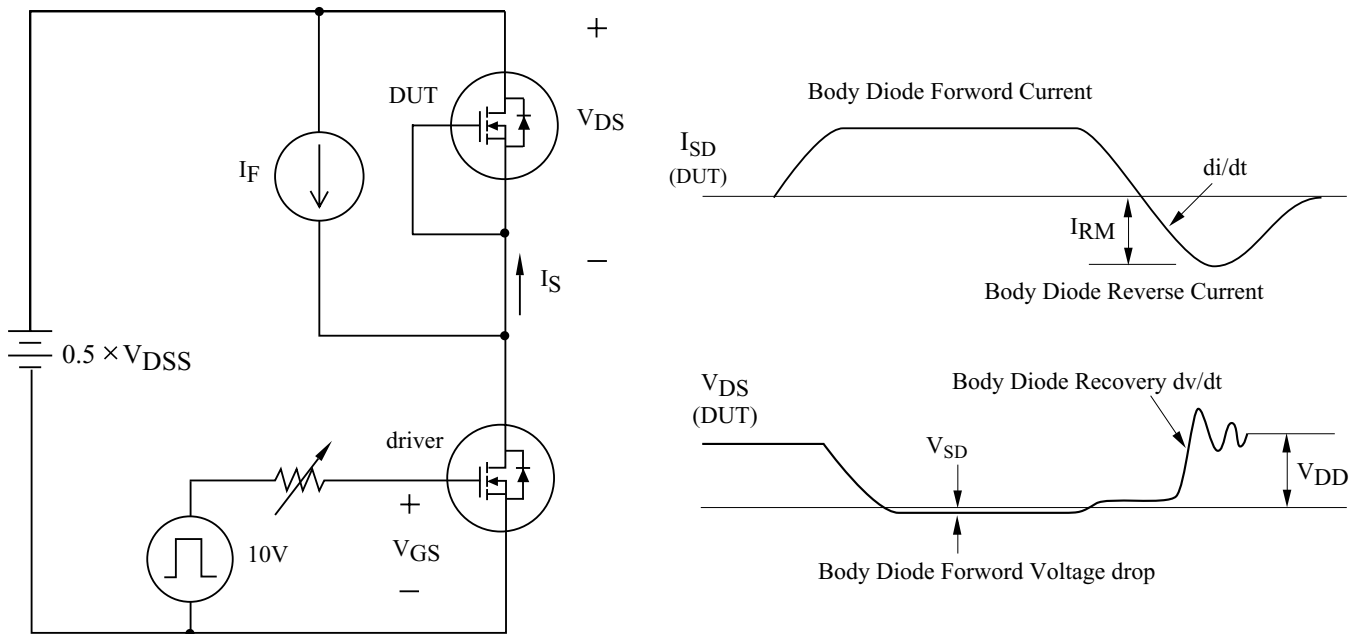 +
DUT
VDS
IF
−
IS
0.5 × VDSS
driver
+
VGS
−
10V
Body Diode Forword Current
ISD
(DUT)
di/dt
IRM
Body Diode Reverse Current
VDS
(DUT)
Body Diode Recovery dv/dt
VSD
VDD
Body Diode Forword Voltage drop